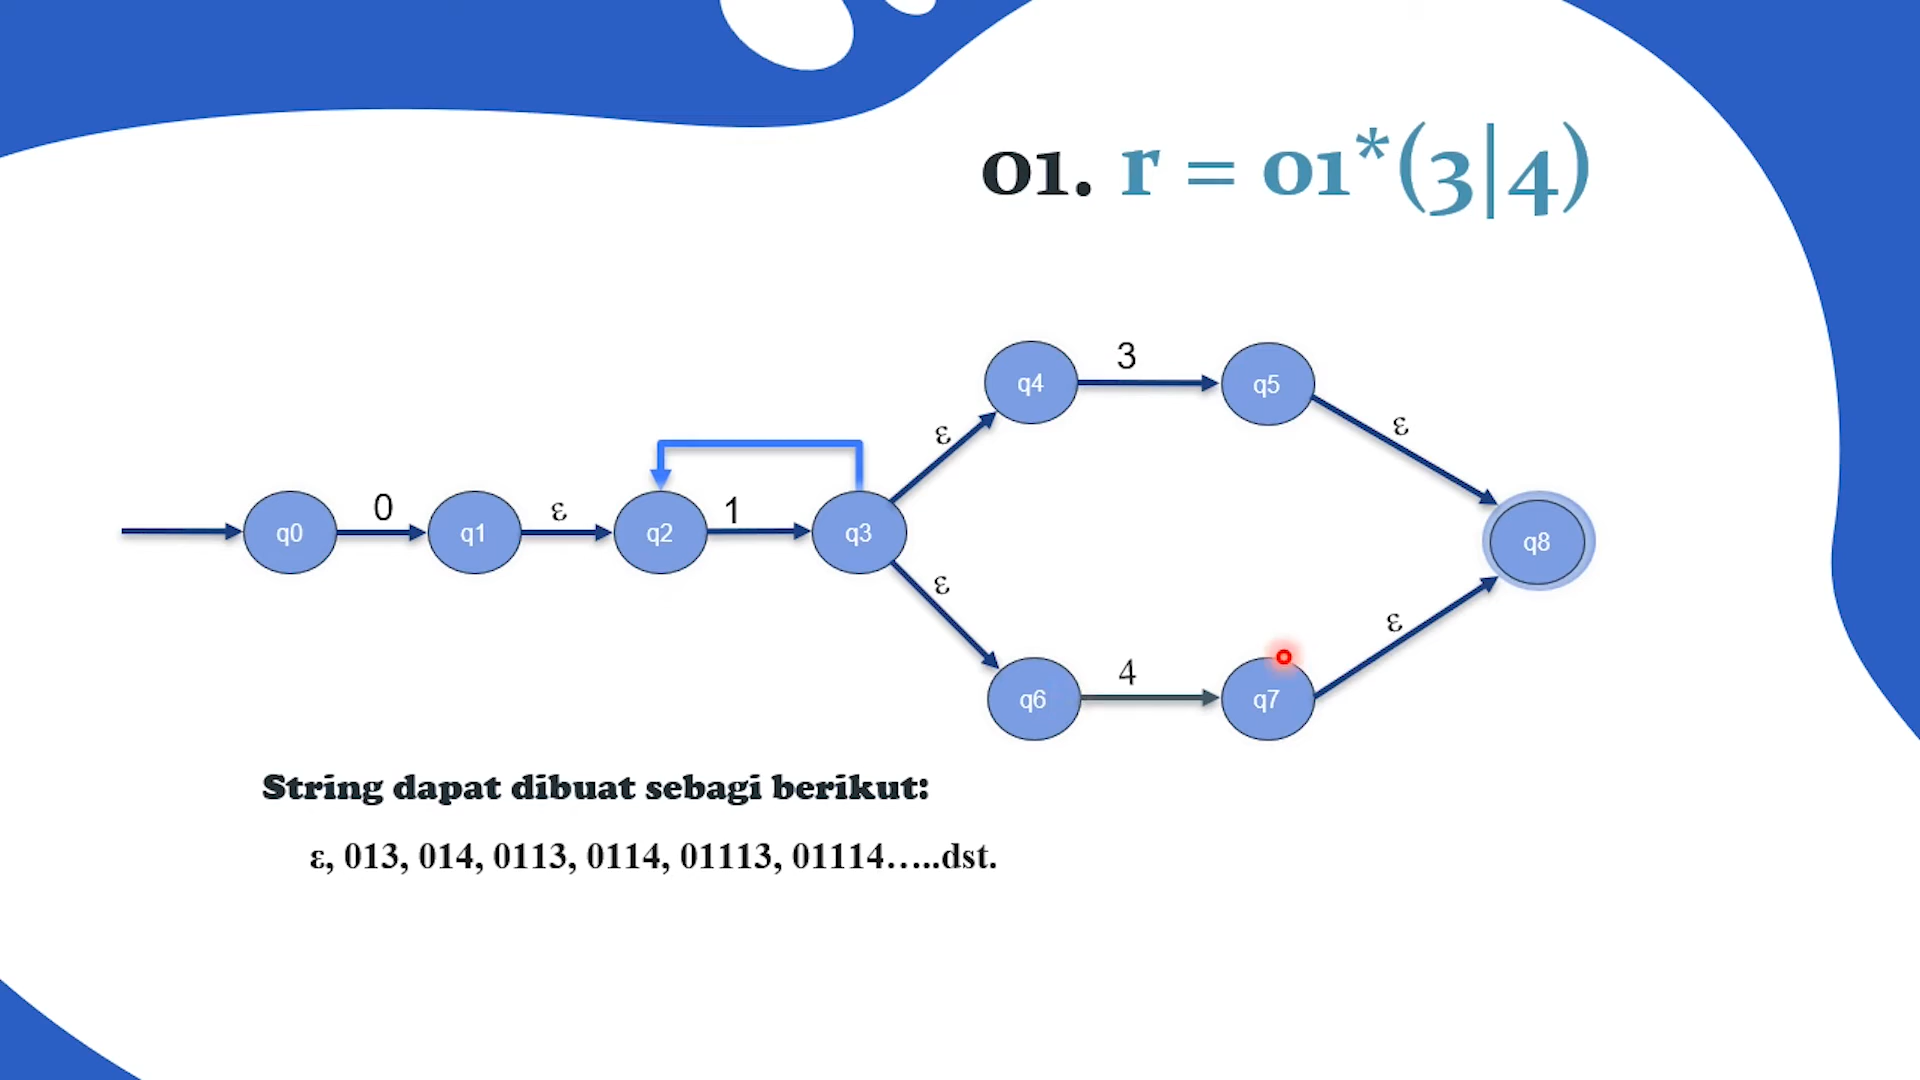 01. r = 01*(3|4)
q4 3 q5
ε ε
q0 0 q1 ε q2 1 q3 q8
ε ε
q6 4 q7
String dapat dibuat sebagi berikut:
ε, 013, 014, 0113, 0114, 01113, 01114…..dst.